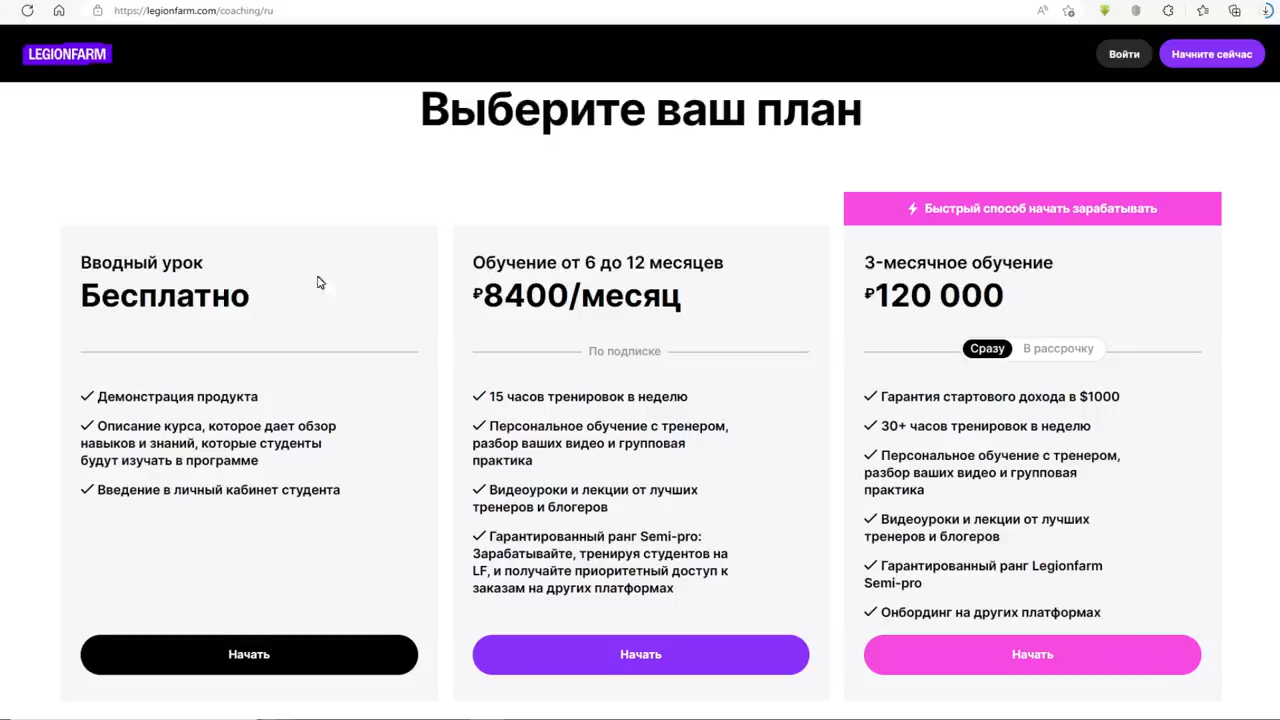 https://legionfarm.com/coaching/ru
LEGIONFARM
Войти
Начните сейчас
Выберите ваш план
Вводный урок
Бесплатно
Демонстрация продукта
Описание курса, которое дает обзор
навыков и знаний, которые студенты
будут изучать в программе
Введение в личный кабинет студента
Начать
Обучение от 6 до 12 месяцев
₽8400/месяц
По подписке
15 часов тренировок в неделю
Персональное обучение с тренером,
разбор ваших видео и групповая
практика
Видеоуроки и лекции от лучших
тренеров и блогеров
Гарантированный ранг Semi-pro:
Зарабатывайте, тренируя студентов на
LF, и получайте приоритетный доступ к
заказам на других платформах
Начать
Быстрый способ начать зарабатывать
3-месячное обучение
₽120 000
Сразу
В рассрочку
Гарантия стартового дохода в $1000
30+ часов тренировок в неделю
Персональное обучение с тренером,
разбор ваших видео и групповая
практика
Видеоуроки и лекции от лучших
тренеров и блогеров
Гарантированный ранг Legionfarm
Semi-pro
Онбординг на других платформах
Начать